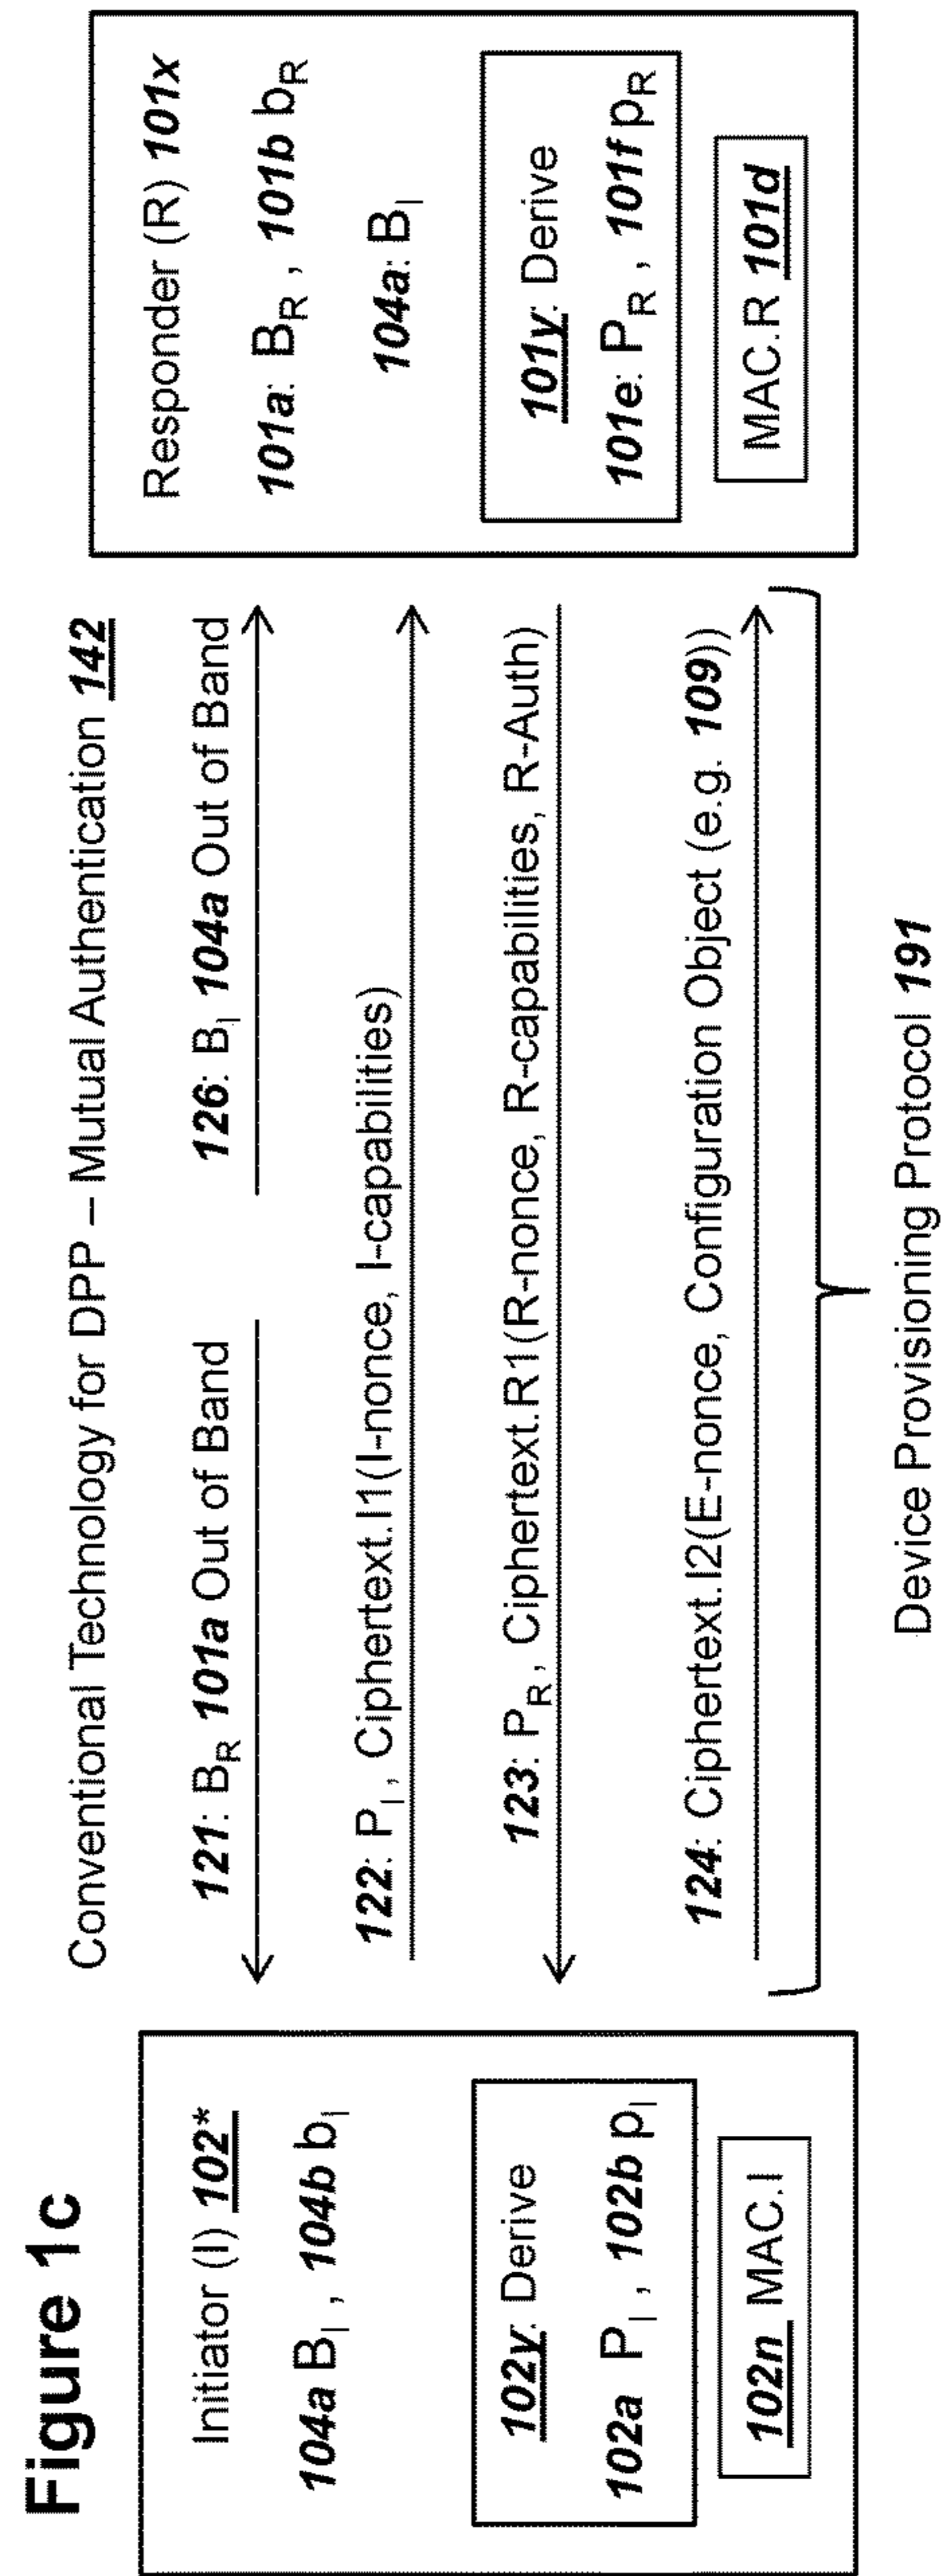 Figure 1c
Conventional Technology for DPP – Mutual Authentication 142
Initiator (I) 102*
104a B_I , 104b b_I
102y: Derive
102a P_I , 102b p_I
102n MAC.I
121: B_R 101a Out of Band
126: B_I 104a Out of Band
122: P_I , Ciphertext.I1(I-nonce, I-capabilities)
123: P_R, Ciphertext.R1(R-nonce, R-capabilities, R-Auth)
124: Ciphertext.I2(E-nonce, Configuration Object (e.g. 109))
Device Provisioning Protocol 191
Responder (R) 101x
101a: B_R , 101b b_R
104a: B_I
101y: Derive
101e: P_R , 101f p_R
MAC.R 101d